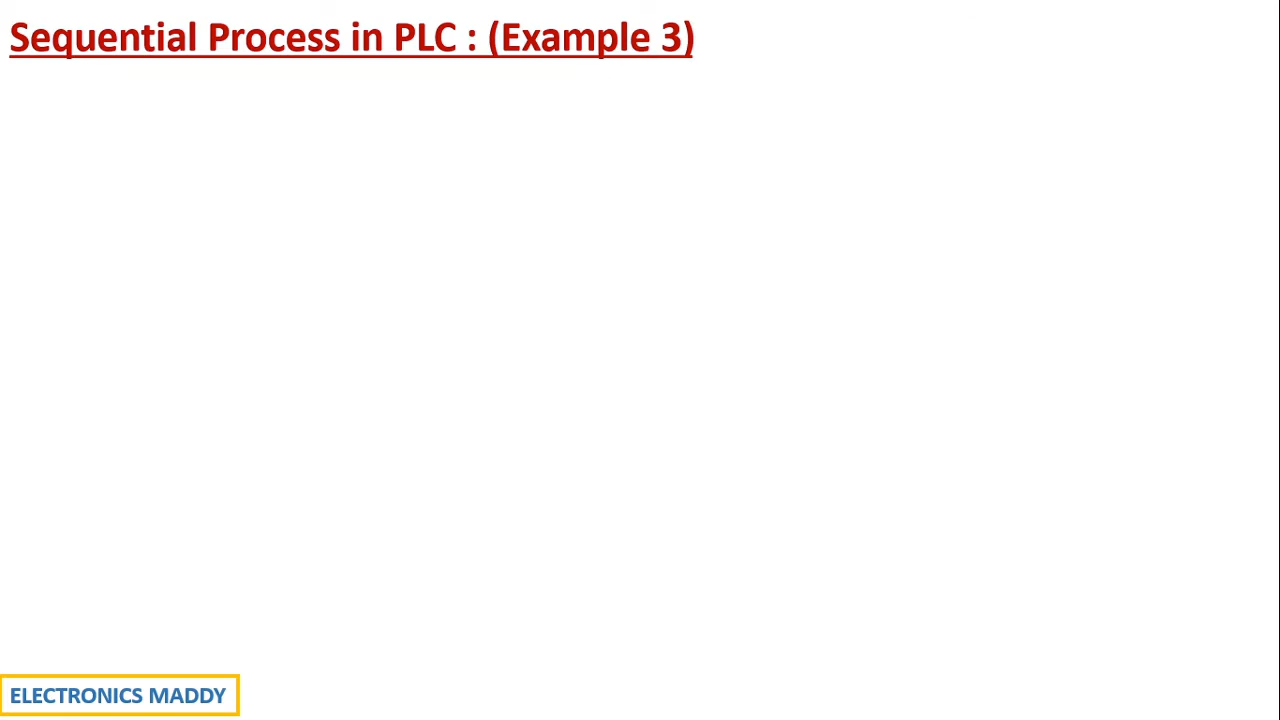 Sequential Process in PLC : (Example 3)
ELECTRONICS MADDY